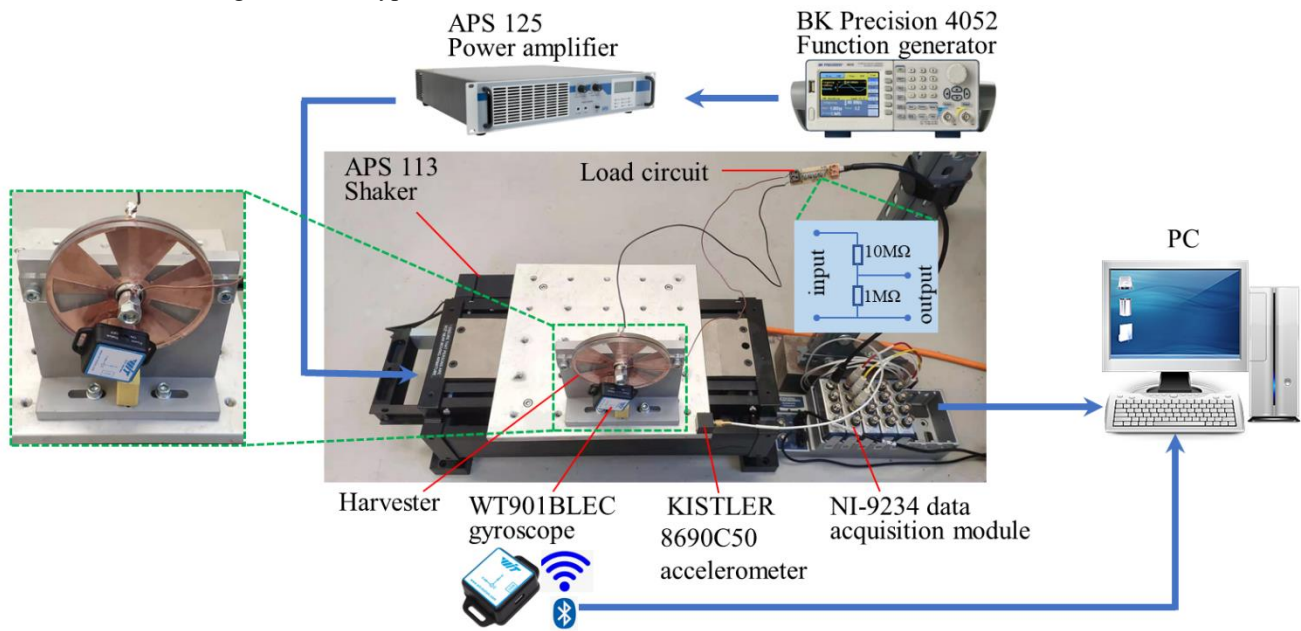 APS 125
Power amplifier
BK Precision 4052
Function generator
APS 113
Shaker
Load circuit
input
10MΩ
1MΩ
output
PC
Harvester
WT901BLEC
gyroscope
KISTLER
8690C50
accelerometer
NI-9234 data
acquisition module